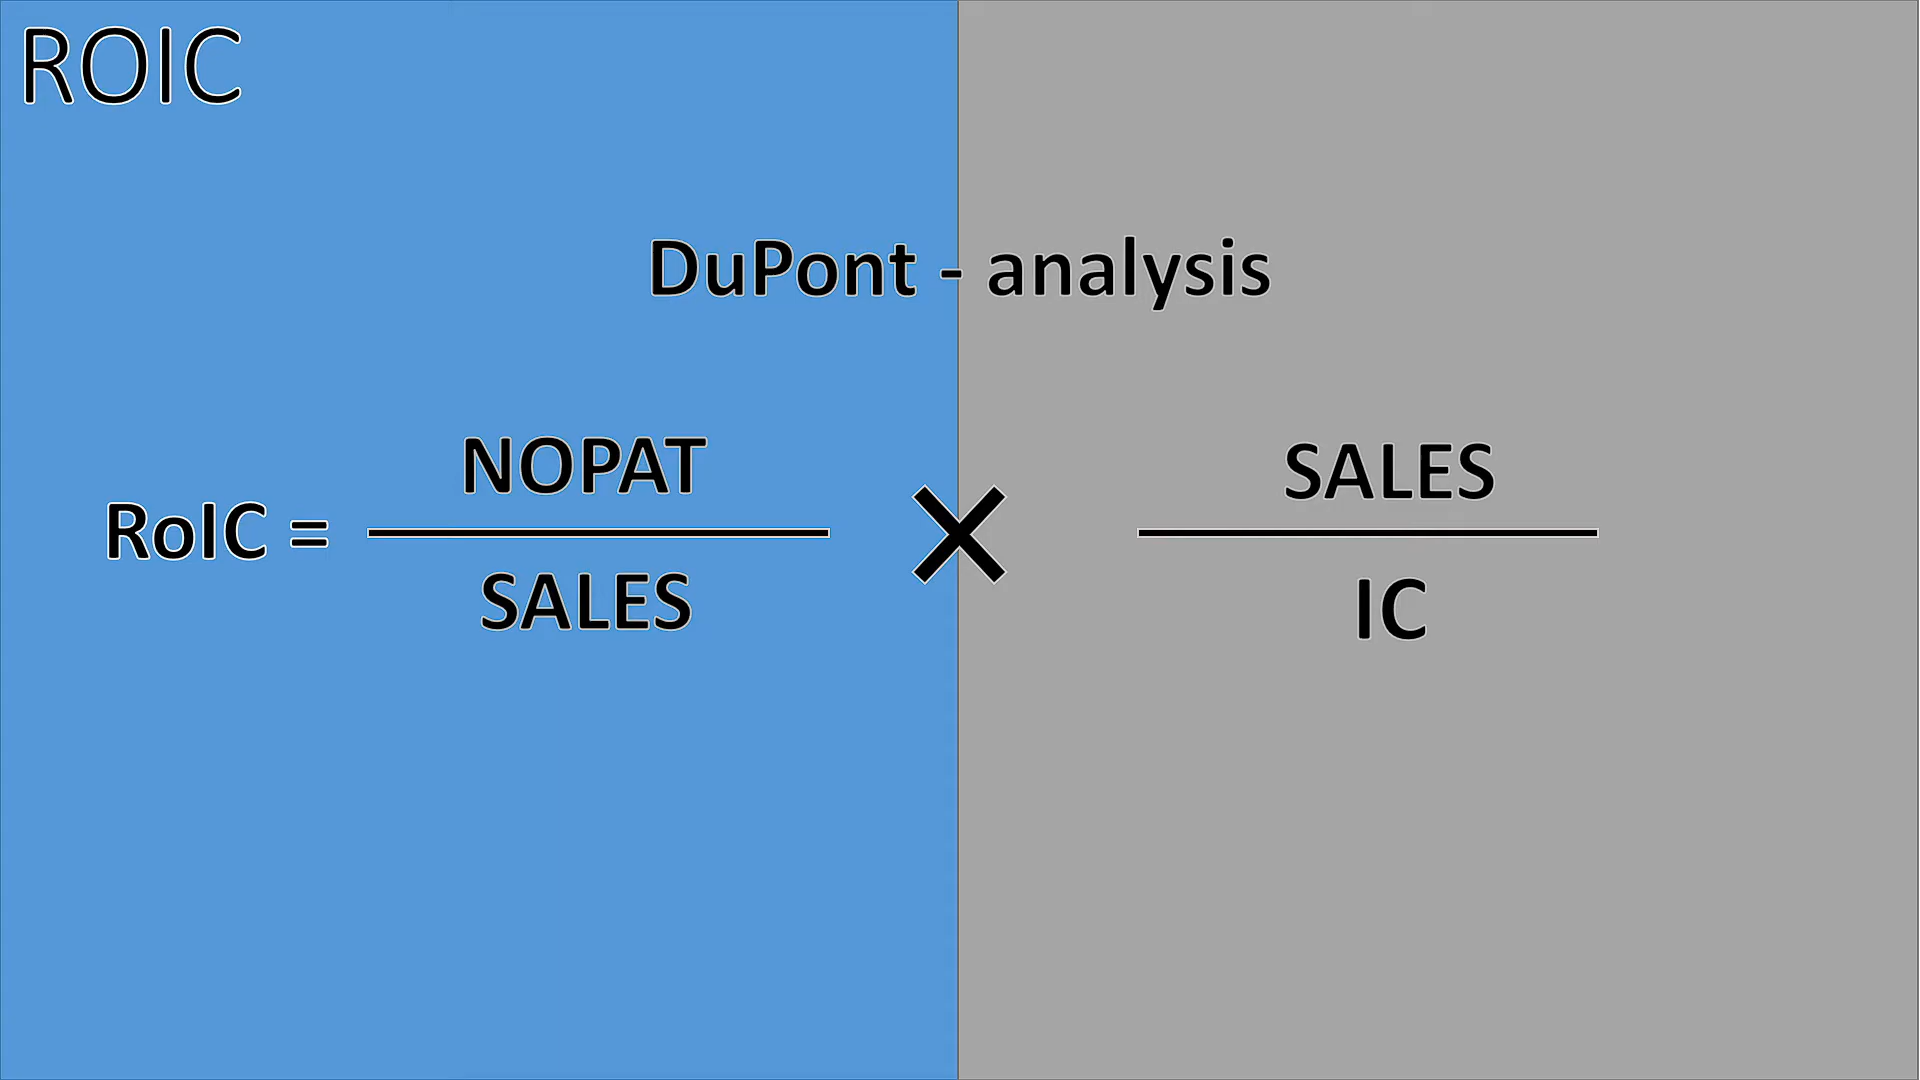 ROIC
DuPont - analysis
NOPAT
SALES
RoIC =
×
SALES
IC